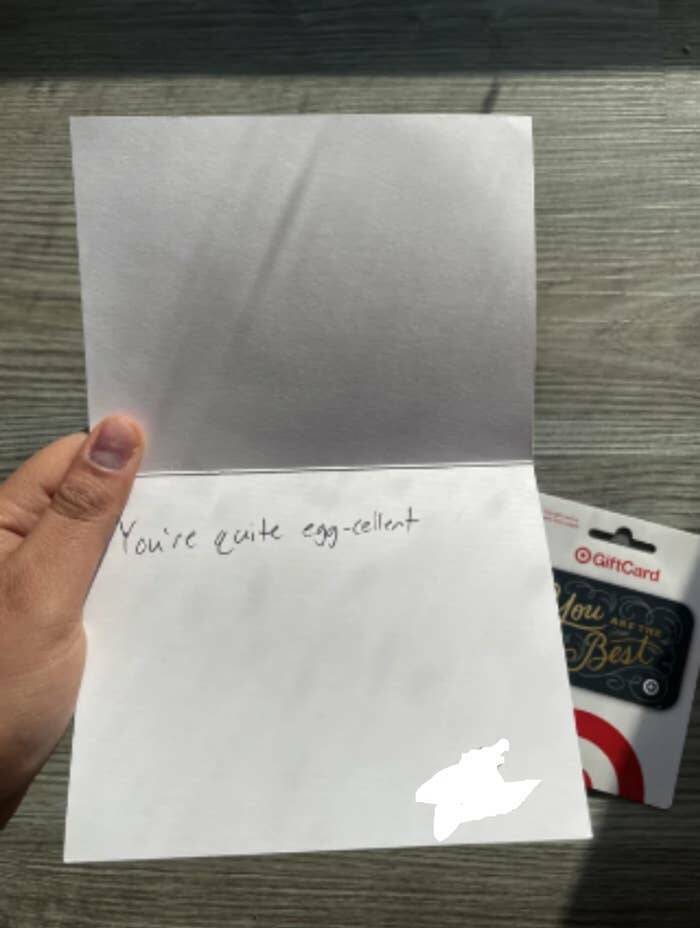 You're quite egg-cellent
GiftCard
You ARE THE
Best